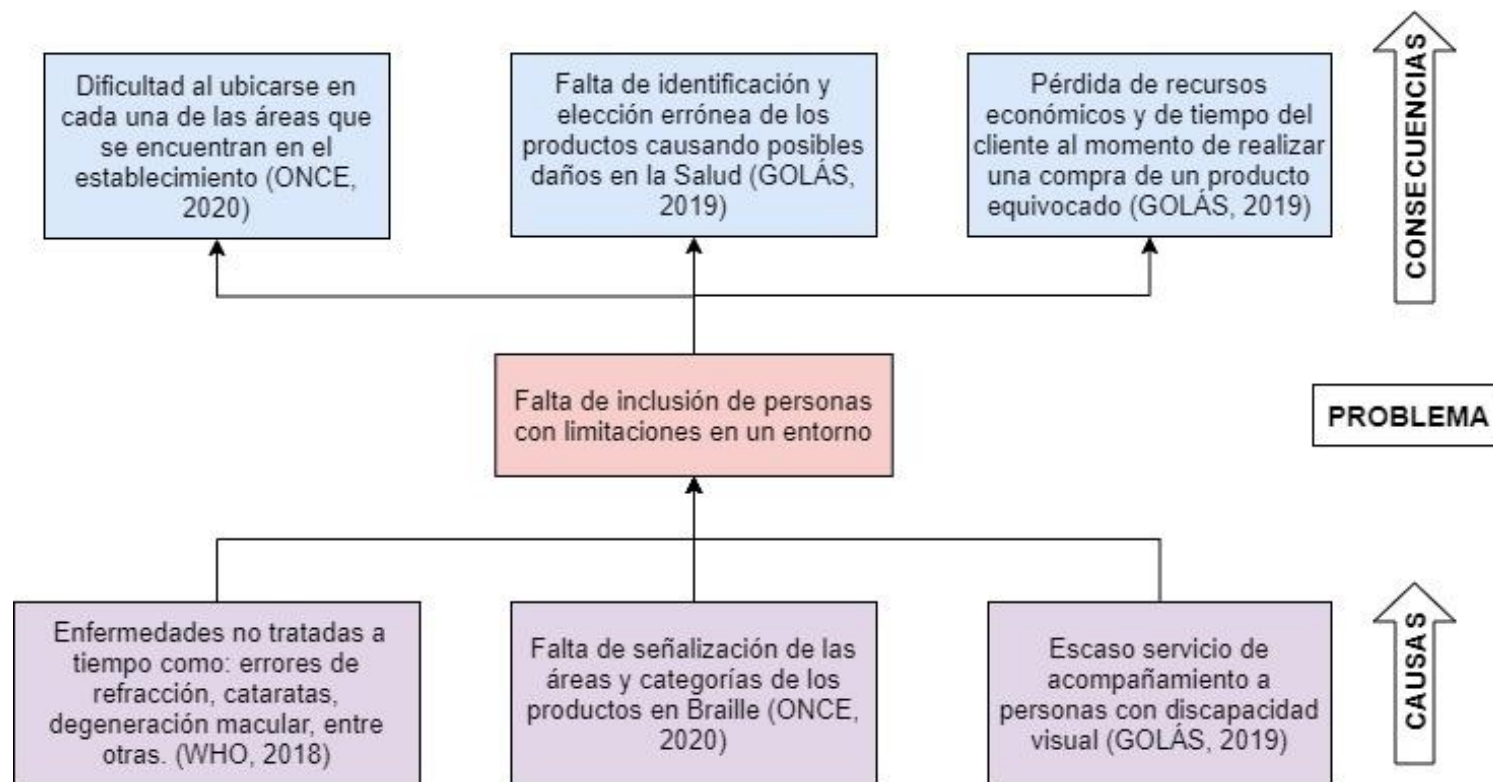 Dificultad al ubicarse en
cada una de las áreas que
se encuentran en el
establecimiento (ONCE,
2020)
Falta de identificación y
elección errónea de los
productos causando posibles
daños en la Salud (GOLÁS,
2019)
Pérdida de recursos
económicos y de tiempo del
cliente al momento de realizar
una compra de un producto
equivocado (GOLÁS, 2019)
CONSECUENCIAS
Falta de inclusión de personas
con limitaciones en un entorno
PROBLEMA
Enfermedades no tratadas a
tiempo como: errores de
refracción, cataratas,
degeneración macular, entre
otras. (WHO, 2018)
Falta de señalización de las
áreas y categorías de los
productos en Braille (ONCE,
2020)
Escaso servicio de
acompañamiento a
personas con discapacidad
visual (GOLÁS, 2019)
CAUSAS